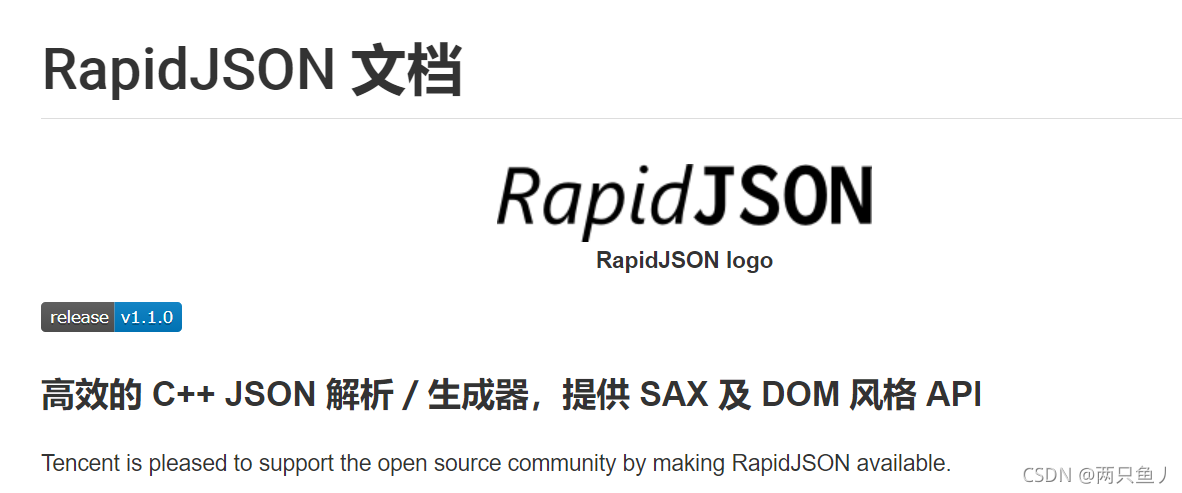 RapidJSON 文档
RapidJSON
RapidJSON logo
release v1.1.0
高效的 C++ JSON 解析 / 生成器，提供 SAX 及 DOM 风格 API
Tencent is pleased to support the open source community by making RapidJSON available.
CSDN @两只鱼